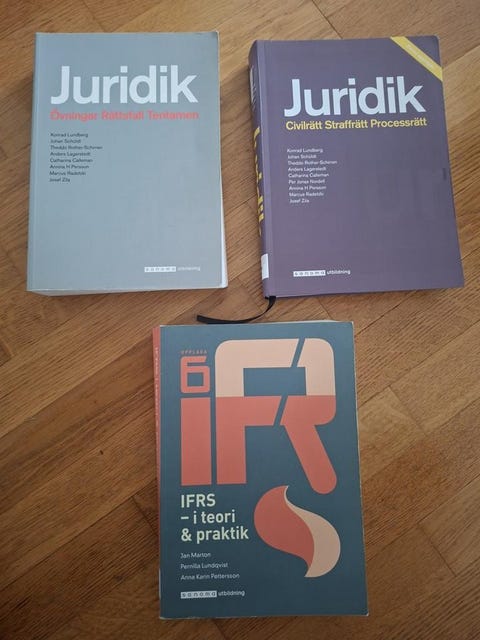 Juridik
Övningar Rättsfall Tentamen
Konrad Lundberg
Johan Schüldt
Theddo Rother-Schirren
Anders Lagerstedt
Catharina Calleman
Annina H Persson
Marcus Radetzki
Josef Zila
sanoma utbildning
Juridik
Civilrätt Straffrätt Processrätt
Konrad Lundberg
Johan Schüldt
Theddo Rother-Schirren
Anders Lagerstedt
Catharina Calleman
Per Jonas Nordell
Annina H Persson
Marcus Radetzki
Josef Zila
sanoma utbildning
UPPLAGA
6
IFRS
IFRS
– i teori
& praktik
Jan Marton
Pernilla Lundqvist
Anna Karin Pettersson
sanoma utbildning